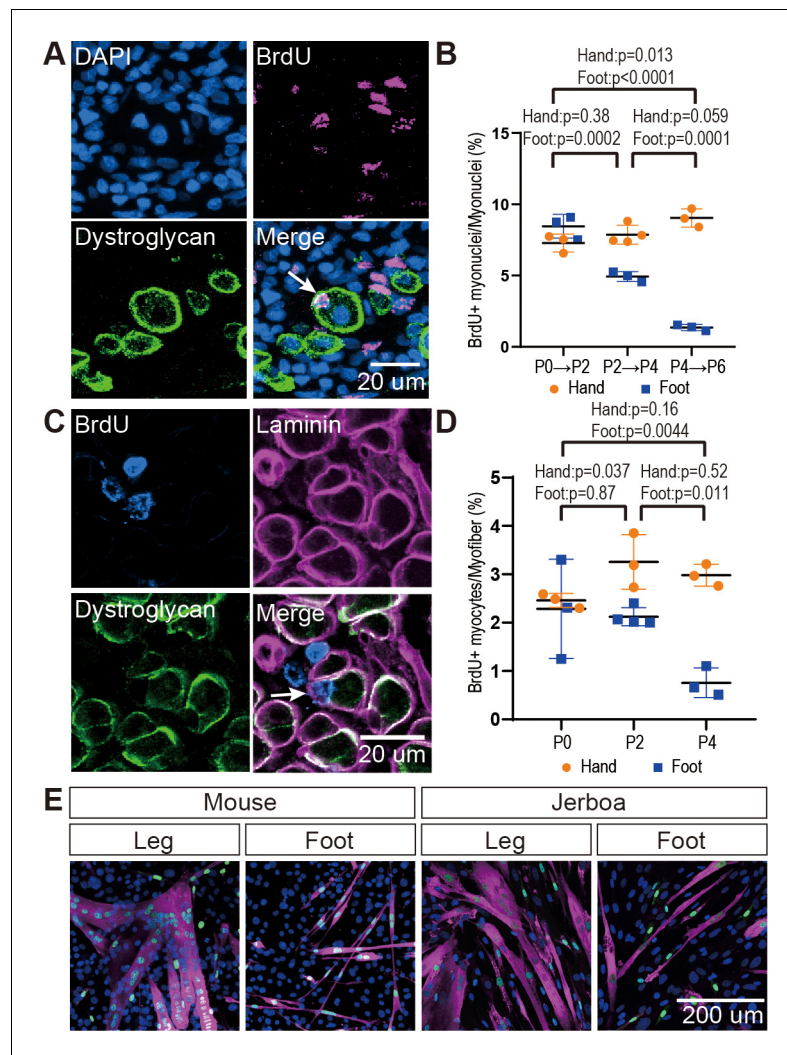 A
DAPI
BrdU
Dystroglycan
Merge
20 um
B
Hand:p=0.013
Foot:p<0.0001
Hand:p=0.38
Foot:p=0.0002
Hand:p=0.059
Foot:p=0.0001
BrdU+ myonuclei/Myonuclei (%)
15
10
5
0
P0→P2
P2→P4
P4→P6
Hand
Foot
C
BrdU
Laminin
Dystroglycan
Merge
20 um
D
Hand:p=0.16
Foot:p=0.0044
Hand:p=0.037
Foot:p=0.87
Hand:p=0.52
Foot:p=0.011
BrdU+ myocytes/Myofiber (%)
5
4
3
2
1
0
P0
P2
P4
Hand
Foot
E
Mouse
Jerboa
Leg
Foot
Leg
Foot
200 um